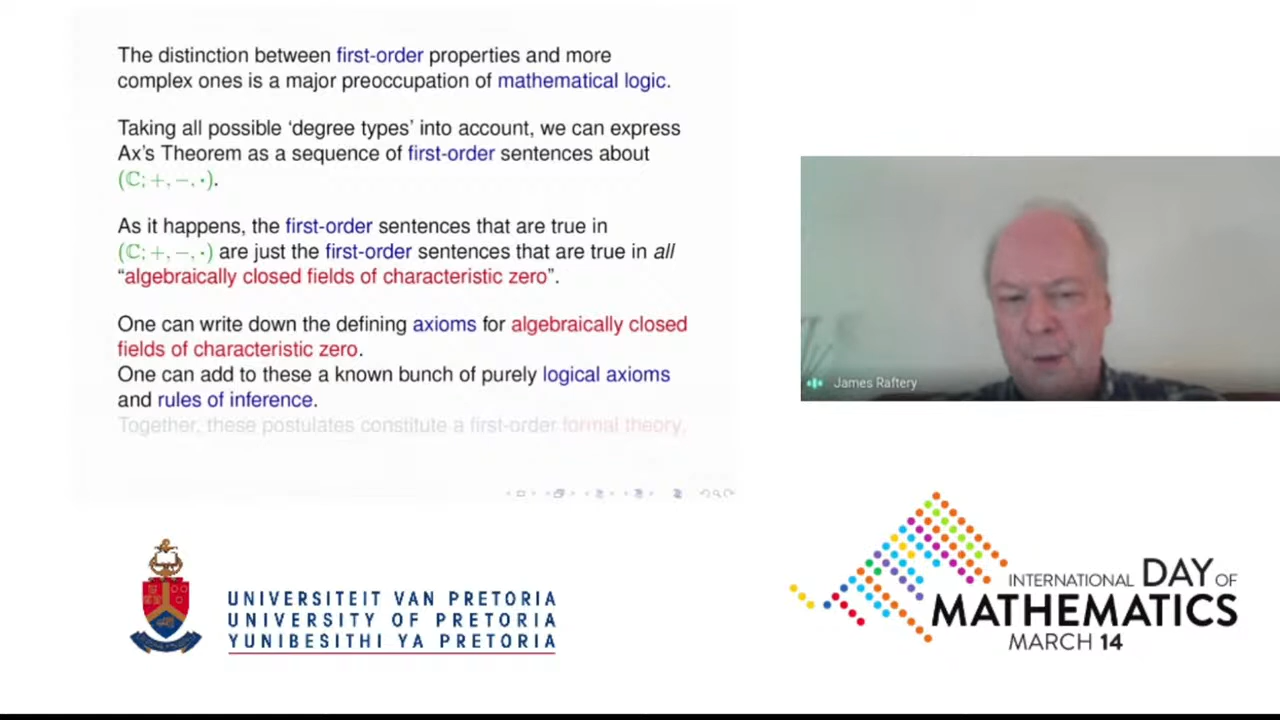 The distinction between first-order properties and more
complex ones is a major preoccupation of mathematical logic.
Taking all possible ‘degree types’ into account, we can express
Ax’s Theorem as a sequence of first-order sentences about
(ℂ; +, −, ·).
As it happens, the first-order sentences that are true in
(ℂ; +, −, ·) are just the first-order sentences that are true in all
“algebraically closed fields of characteristic zero”.
One can write down the defining axioms for algebraically closed
fields of characteristic zero.
One can add to these a known bunch of purely logical axioms
and rules of inference.
Together, these postulates constitute a first-order formal theory,
James Raftery
UNIVERSITEIT VAN PRETORIA
UNIVERSITY OF PRETORIA
YUNIBESITHI YA PRETORIA
INTERNATIONAL DAY OF
MATHEMATICS
MARCH 14